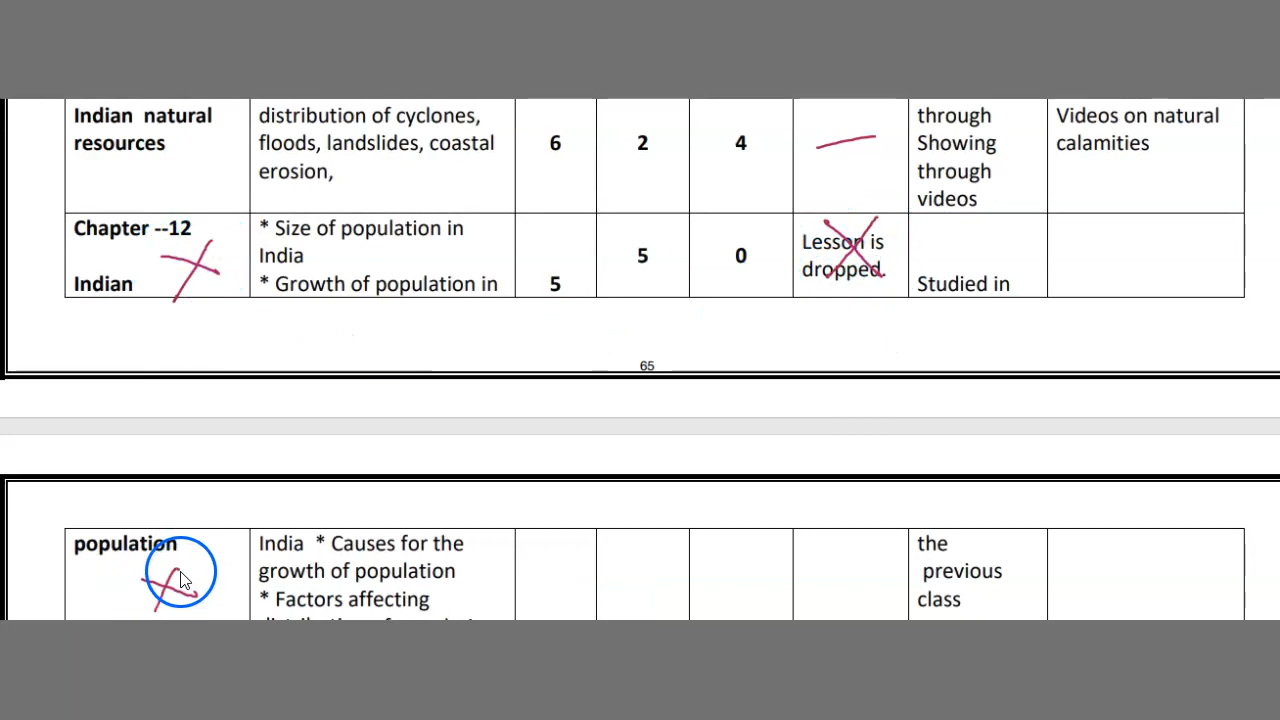 Indian natural resources
distribution of cyclones, floods, landslides, coastal erosion,
6
2
4
through Showing through videos
Videos on natural calamities
Chapter --12
Indian
* Size of population in India
* Growth of population in
5
5
0
Lesson is dropped.
Studied in
65
population
India * Causes for the growth of population
* Factors affecting
the previous class